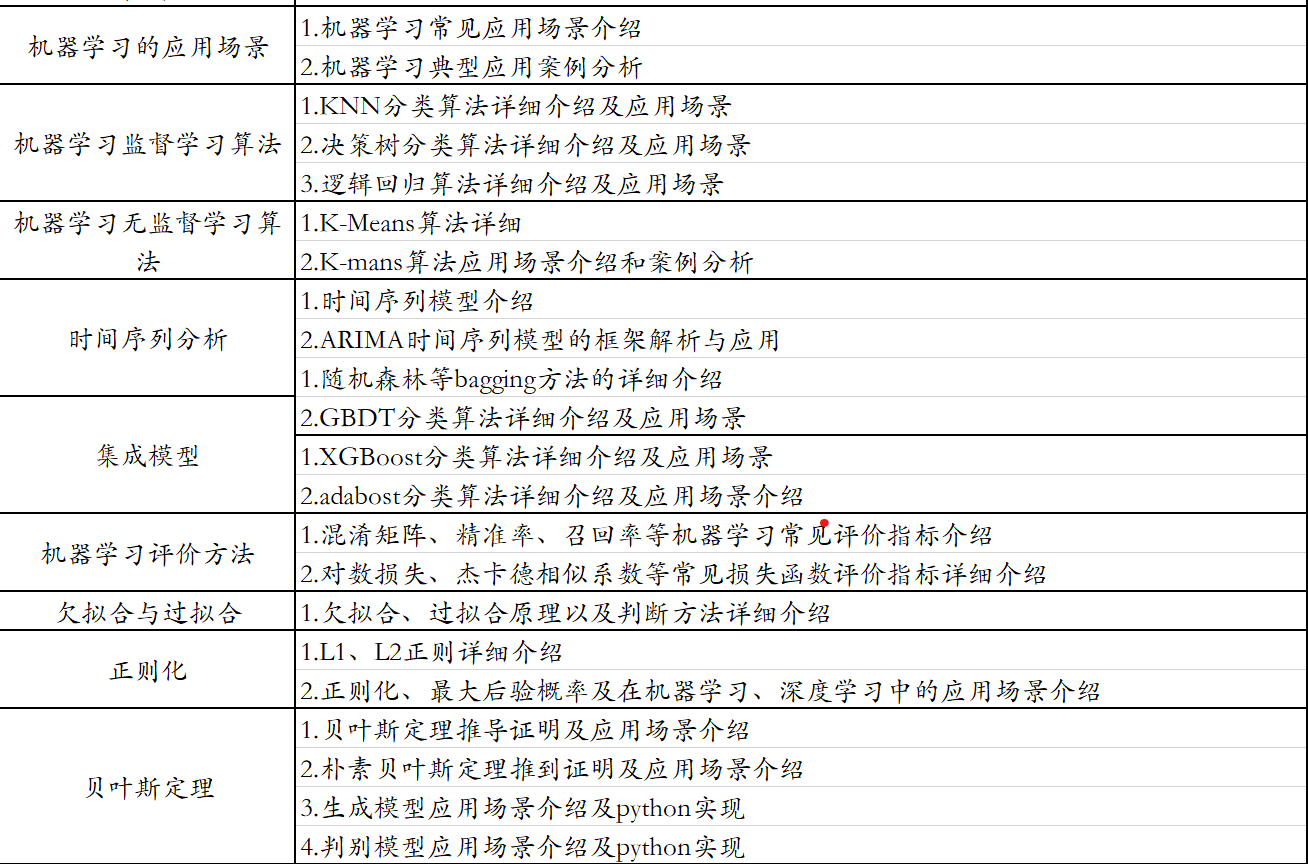 机器学习的应用场景
1.机器学习常见应用场景介绍
2.机器学习典型应用案例分析
机器学习监督学习算法
1.KNN分类算法详细介绍及应用场景
2.决策树分类算法详细介绍及应用场景
3.逻辑回归算法详细介绍及应用场景
机器学习无监督学习算
法
1.K-Means算法详细
2.K-mans算法应用场景介绍和案例分析
时间序列分析
1.时间序列模型介绍
2.ARIMA时间序列模型的框架解析与应用
1.随机森林等bagging方法的详细介绍
集成模型
2.GBDT分类算法详细介绍及应用场景
1.XGBoost分类算法详细介绍及应用场景
2.adabost分类算法详细介绍及应用场景介绍
机器学习评价方法
1.混淆矩阵、精准率、召回率等机器学习常见评价指标介绍
2.对数损失、杰卡德相似系数等常见损失函数评价指标详细介绍
欠拟合与过拟合
1.欠拟合、过拟合原理以及判断方法详细介绍
正则化
1.L1、L2正则详细介绍
2.正则化、最大后验概率及在机器学习、深度学习中的应用场景介绍
贝叶斯定理
1.贝叶斯定理推导证明及应用场景介绍
2.朴素贝叶斯定理推到证明及应用场景介绍
3.生成模型应用场景介绍及python实现
4.判别模型应用场景介绍及python实现